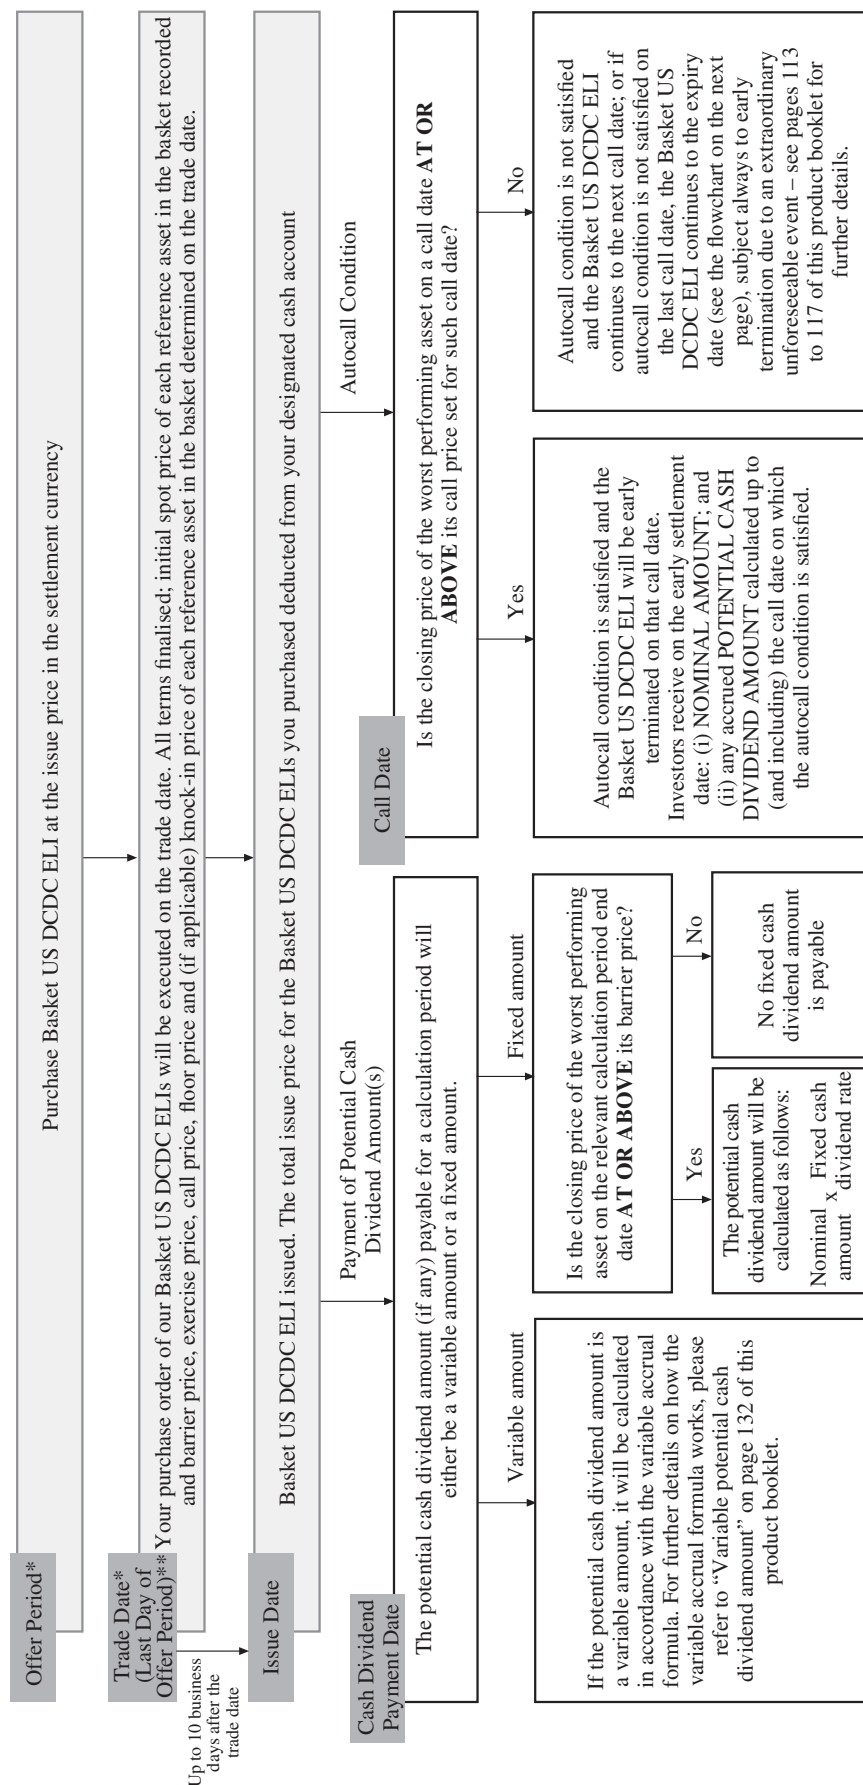 Offer Period*
Purchase Basket US DCDC ELI at the issue price in the settlement currency
Trade Date*
(Last Day of
Offer Period)**
Your purchase order of our Basket US DCDC ELIs will be executed on the trade date. All terms finalised; initial spot price of each reference asset in the basket recorded
and barrier price, exercise price, call price, floor price and (if applicable) knock-in price of each reference asset in the basket determined on the trade date.
Up to 10 business
days after the
trade date
Issue Date
Basket US DCDC ELI issued. The total issue price for the Basket US DCDC ELIs you purchased deducted from your designated cash account
Payment of Potential Cash
Dividend Amount(s)
Autocall Condition
Cash Dividend
Payment Date
The potential cash dividend amount (if any) payable for a calculation period will
either be a variable amount or a fixed amount.
Call Date
Is the closing price of the worst performing asset on a call date AT OR
ABOVE its call price set for such call date?
Variable amount
Fixed amount
Yes
No
If the potential cash dividend amount is
a variable amount, it will be calculated
in accordance with the variable accrual
formula. For further details on how the
variable accrual formula works, please
refer to “Variable potential cash
dividend amount” on page 132 of this
product booklet.
Is the closing price of the worst performing
asset on the relevant calculation period end
date AT OR ABOVE its barrier price?
Yes
No
The potential cash
dividend amount will be
calculated as follows:
Nominal amount x Fixed cash dividend rate
No fixed cash
dividend amount
is payable
Autocall condition is satisfied and the
Basket US DCDC ELI will be early
terminated on that call date.
Investors receive on the early settlement
date: (i) NOMINAL AMOUNT; and
(ii) any accrued POTENTIAL CASH
DIVIDEND AMOUNT calculated up to
(and including) the call date on which
the autocall condition is satisfied.
Autocall condition is not satisfied
and the Basket US DCDC ELI
continues to the next call date; or if
autocall condition is not satisfied on
the last call date, the Basket US
DCDC ELI continues to the expiry
date (see the flowchart on the next
page), subject always to early
termination due to an extraordinary
unforeseeable event – see pages 113
to 117 of this product booklet for
further details.